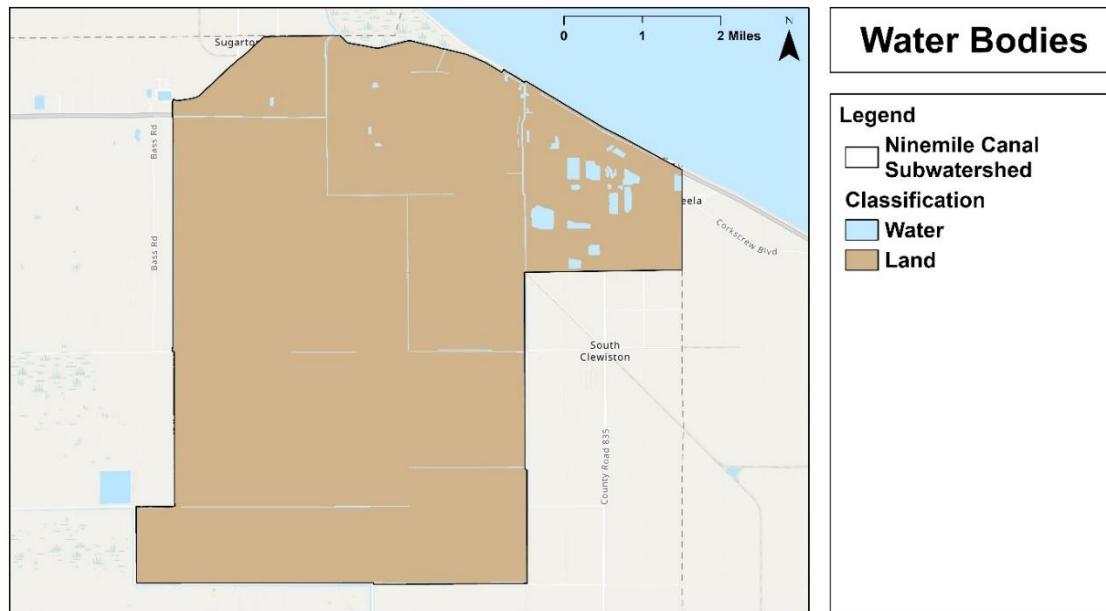 Sugarto
0 1 2 Miles
N
Bass Rd
Bass Rd
eela
Corkscrew Blvd
South
Clewiston
County Road 835
Water Bodies
Legend
Ninemile Canal
Subwatershed
Classification
Water
Land